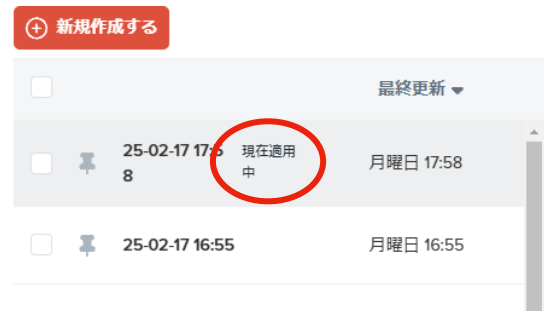 新規作成する
最終更新
25-02-17 17:5
8
現在適用
中
月曜日 17:58
25-02-17 16:55
月曜日 16:55